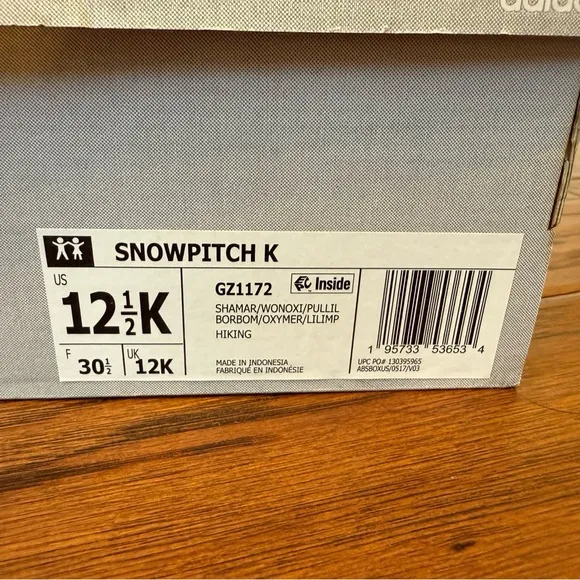 adidas
SNOWPITCH K
US
12½K
F 30½
UK 12K
GZ1172
Inside
SHAMAR/WONOXI/PULLIL
BORBOM/OXYMER/LILIMP
HIKING
MADE IN INDONESIA
FABRIQUÉ EN INDONÉSIE
1 95733 53653 4
UPC PO# 130395965
ABSBOXUS/0517/V03